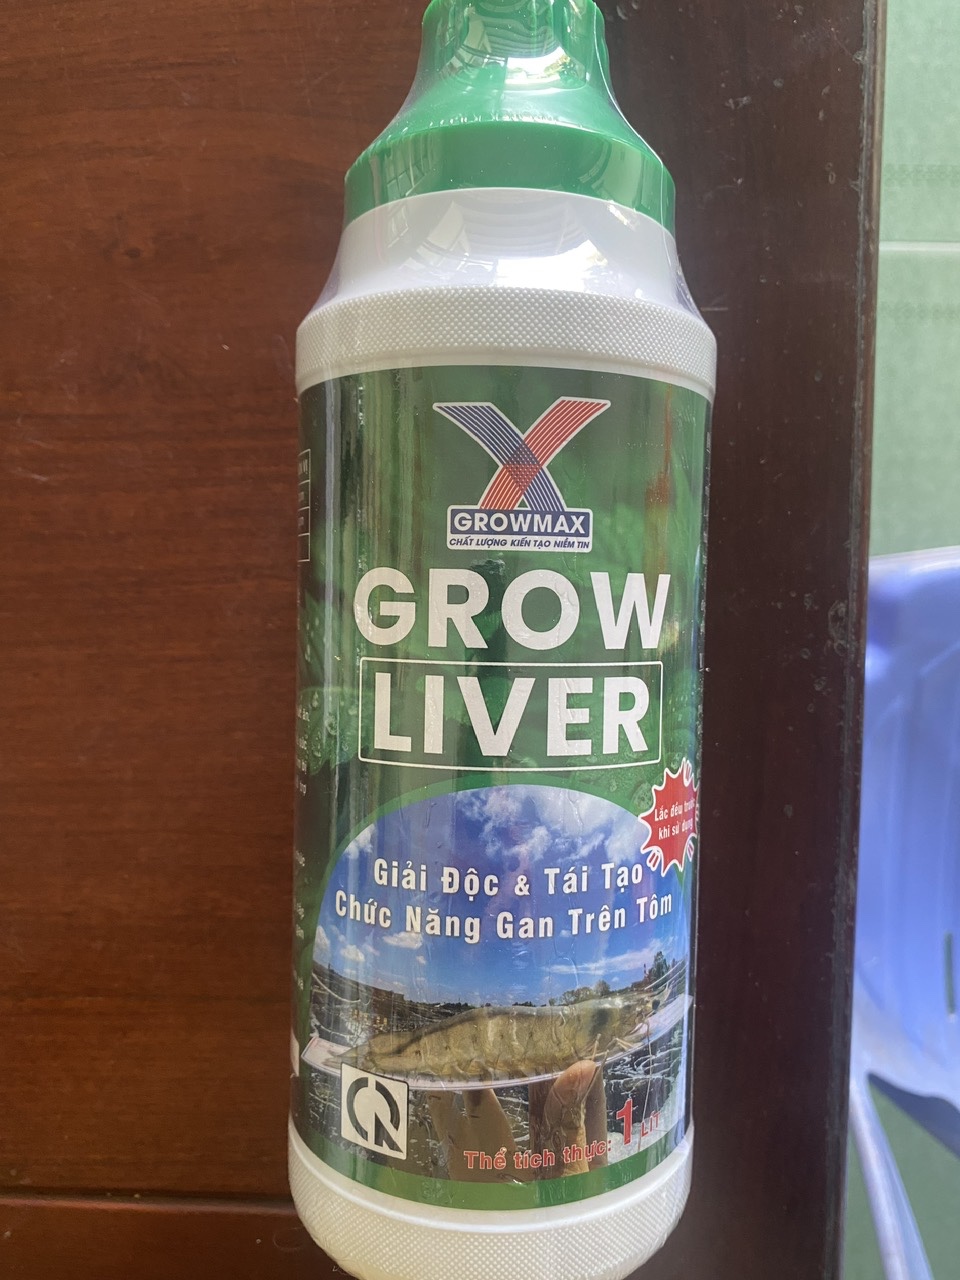 GROWMAX
CHẤT LƯỢNG KIẾN TẠO NIỀM TIN
GROW
LIVER
Lắc đều trước
khi sử dụng
Giải Độc & Tái Tạo
Chức Năng Gan Trên Tôm
Thể tích thực: 1 LÍT